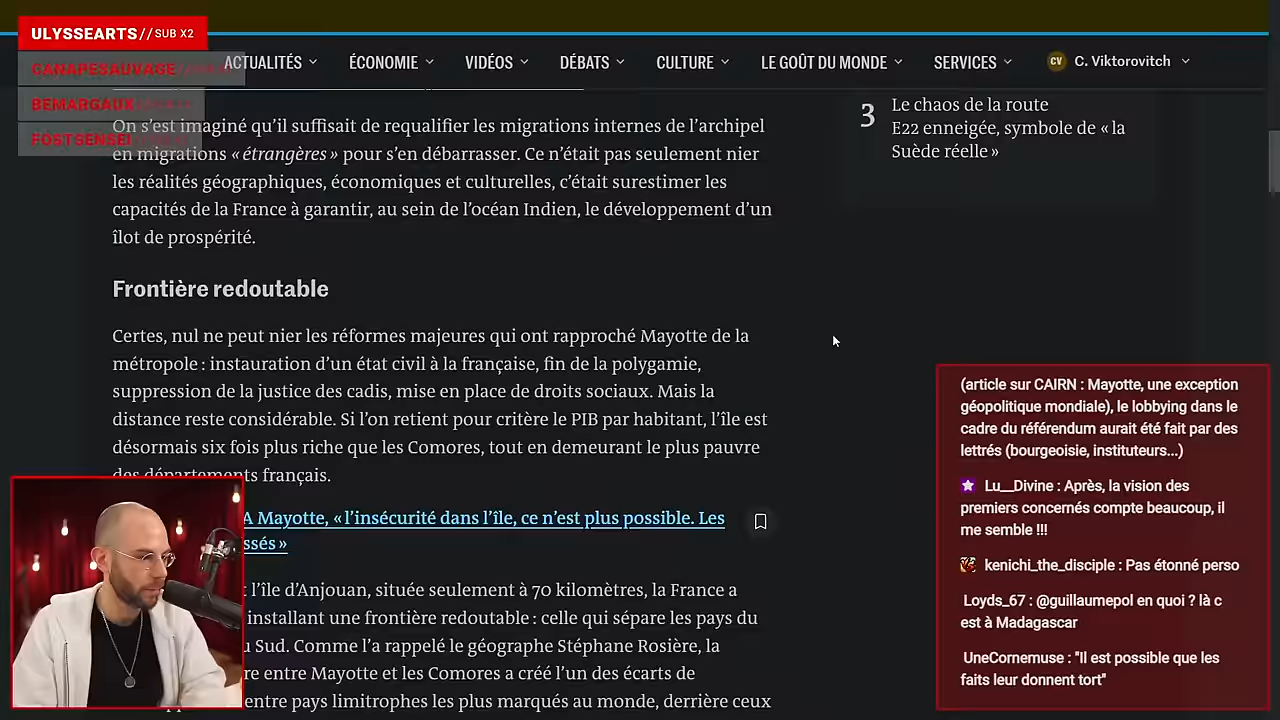 ULYSSEARTS // SUB X2
CANAPESAUVAGE
BEMARGAUX
FOSTSENSEI
ACTUALITÉS
ÉCONOMIE
VIDÉOS
DÉBATS
CULTURE
LE GOÛT DU MONDE
SERVICES
CV
C. Viktorovitch
On s’est imaginé qu’il suffisait de requalifier les migrations internes de l’archipel
en migrations « étrangères » pour s’en débarrasser. Ce n’était pas seulement nier
les réalités géographiques, économiques et culturelles, c’était surestimer les
capacités de la France à garantir, au sein de l’océan Indien, le développement d’un
îlot de prospérité.
Frontière redoutable
Certes, nul ne peut nier les réformes majeures qui ont rapproché Mayotte de la
métropole : instauration d’un état civil à la française, fin de la polygamie,
suppression de la justice des cadis, mise en place de droits sociaux. Mais la
distance reste considérable. Si l’on retient pour critère le PIB par habitant, l’île est
désormais six fois plus riche que les Comores, tout en demeurant le plus pauvre
des départements français.
A Mayotte, « l’insécurité dans l’île, ce n’est plus possible. Les
ssés »
l’île d’Anjouan, située seulement à 70 kilomètres, la France a
installant une frontière redoutable : celle qui sépare les pays du
Sud. Comme l’a rappelé le géographe Stéphane Rosière, la
re entre Mayotte et les Comores a créé l’un des écarts de
entre pays limitrophes les plus marqués au monde, derrière ceux
3
Le chaos de la route
E22 enneigée, symbole de « la
Suède réelle »
(article sur CAIRN : Mayotte, une exception
géopolitique mondiale), le lobbying dans le
cadre du référendum aurait été fait par des
lettrés (bourgeoisie, instituteurs...)
Lu__Divine : Après, la vision des
premiers concernés compte beaucoup, il
me semble !!!
kenichi_the_disciple : Pas étonné perso
Loyds_67 : @guillaumepol en quoi ? là c
est à Madagascar
UneCornemuse : "Il est possible que les
faits leur donnent tort"